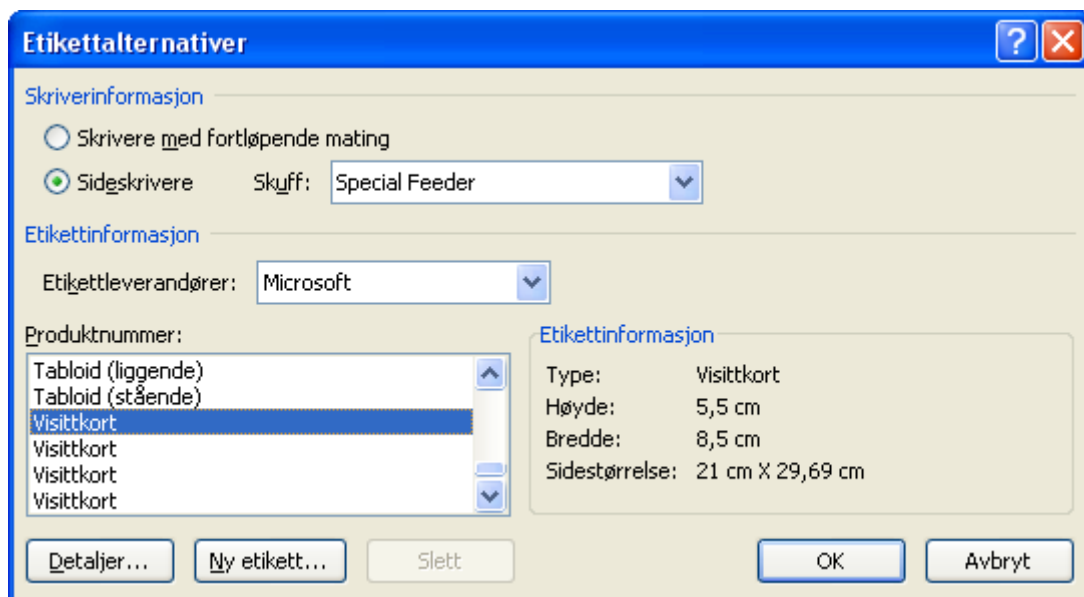 Etikettalternativer
Skriverinformasjon
Skrivere med fortløpende mating
Sideskrivere Skuff: Special Feeder
Etikettinformasjon
Etikettleverandører: Microsoft
Produktnummer:
Tabloid (liggende)
Tabloid (stående)
Visittkort
Visittkort
Visittkort
Visittkort
Etikettinformasjon
Type: Visittkort
Høyde: 5,5 cm
Bredde: 8,5 cm
Sidestørrelse: 21 cm X 29,69 cm
Detaljer... Ny etikett... Slett OK Avbryt